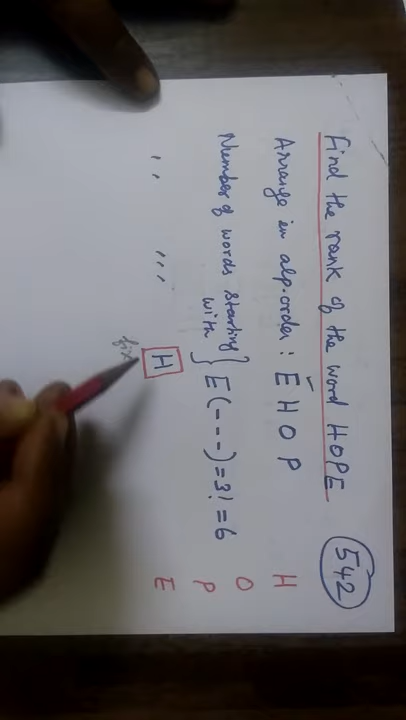 Find the rank of the word HOPE
542
Arrange in alp.order : E H O P
Number of words starting with } E(---)=3!=6
,, ,,, H
fix
H
O
P
E